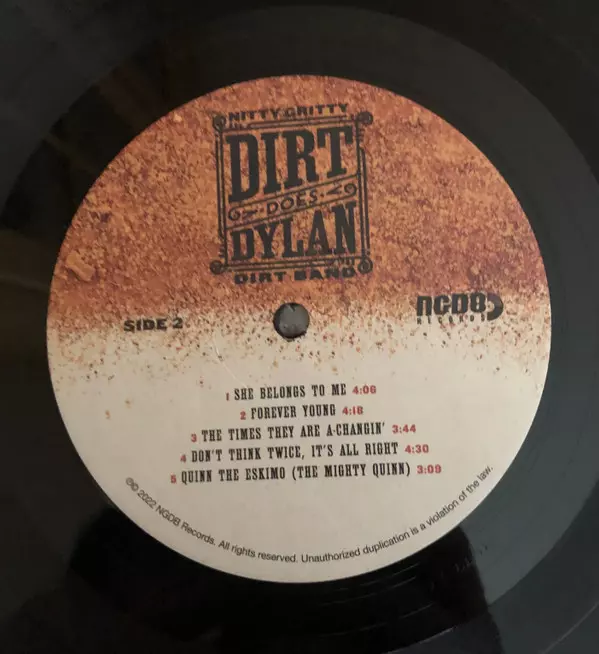 NITTY GRITTY
DIRT
DOES
DYLAN
DIRT BAND
SIDE 2
NGDB
RECORDS
1 SHE BELONGS TO ME 4:06
2 FOREVER YOUNG 4:18
3 THE TIMES THEY ARE A-CHANGIN' 3:44
4 DON'T THINK TWICE, IT'S ALL RIGHT 4:30
5 QUINN THE ESKIMO (THE MIGHTY QUINN) 3:09
℗© 2022 NGDB Records. All rights reserved. Unauthorized duplication is a violation of the law.